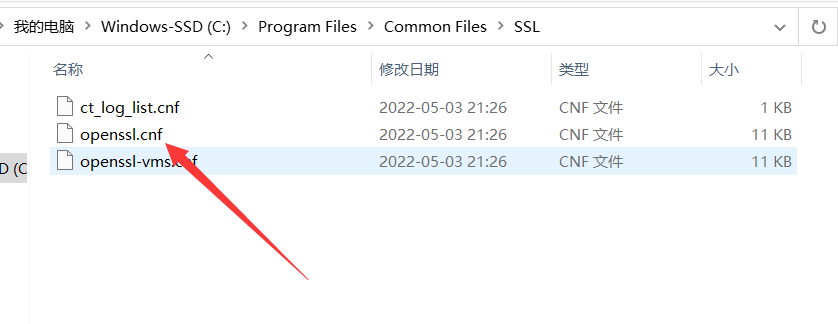 我的电脑 > Windows-SSD (C:) > Program Files > Common Files > SSL
名称 修改日期 类型 大小
ct_log_list.cnf 2022-05-03 21:26 CNF 文件 1 KB
openssl.cnf 2022-05-03 21:26 CNF 文件 11 KB
openssl-vms.cnf 2022-05-03 21:26 CNF 文件 11 KB
D (C